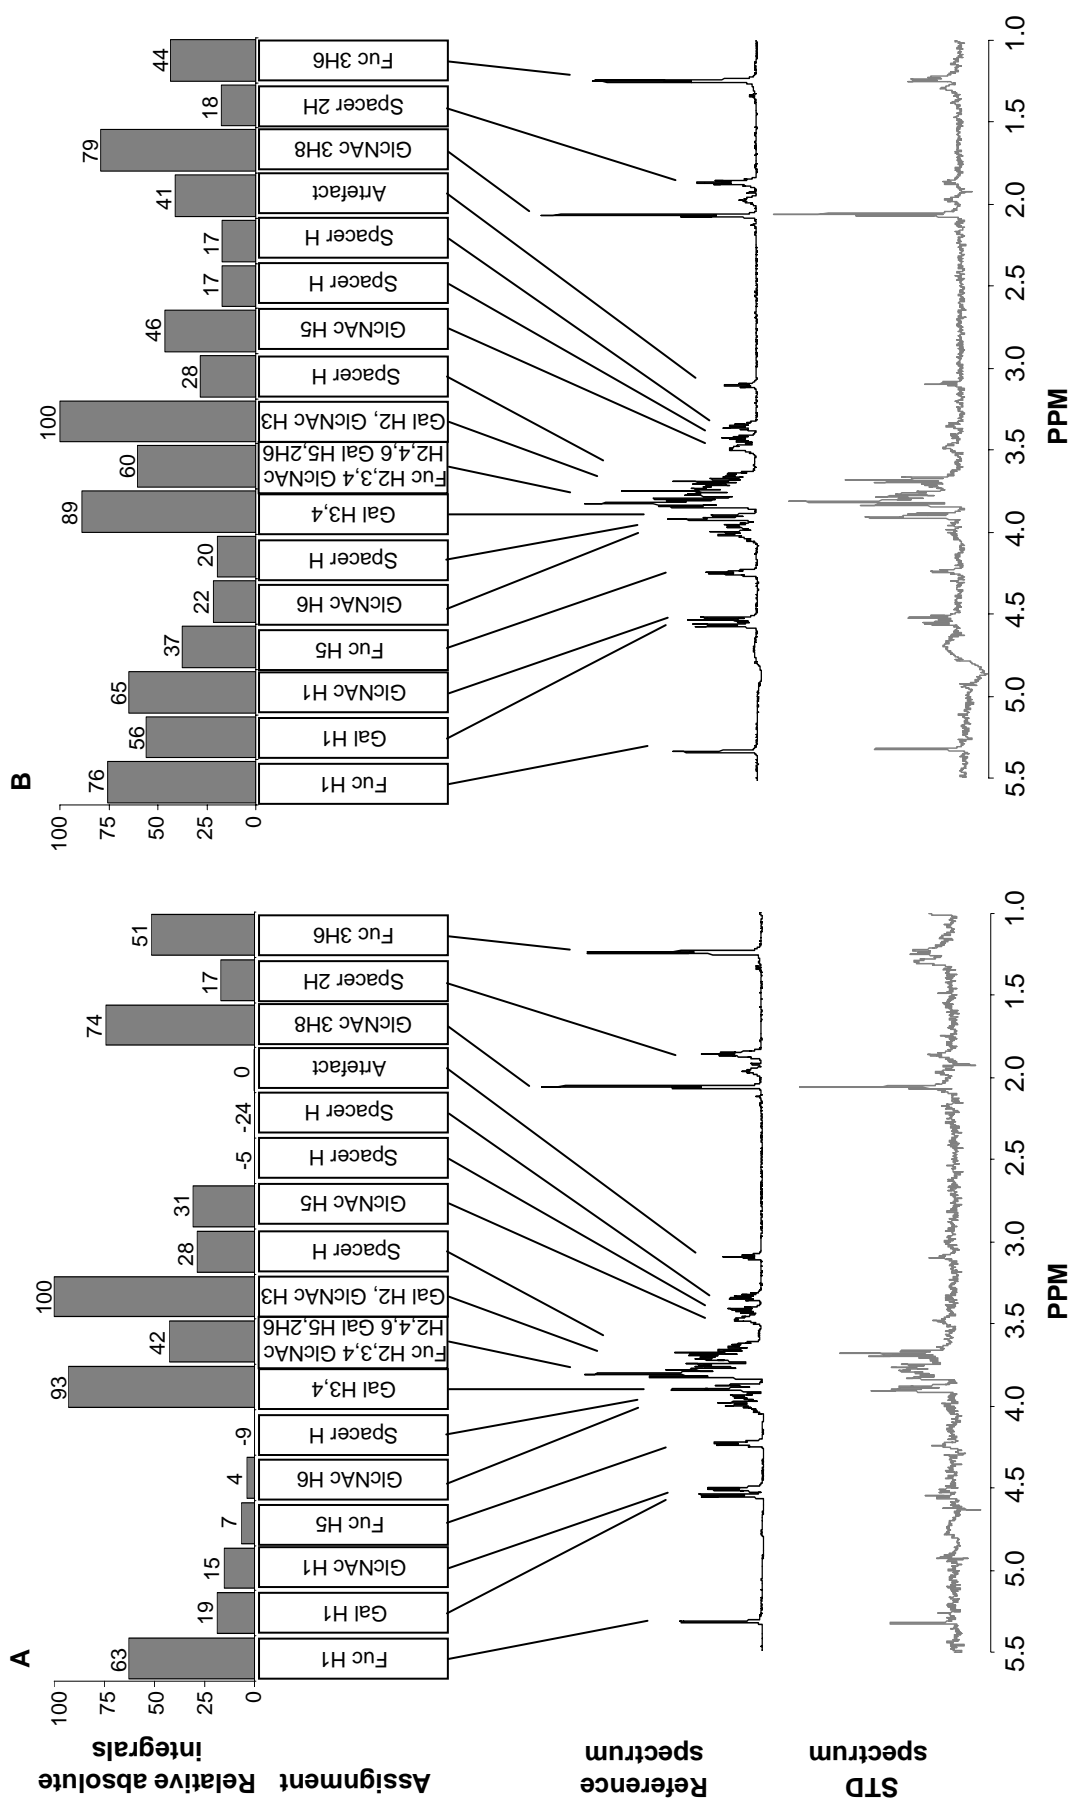 A
B
Relative absolute
integrals
100
75
50
25
0
63
19
15
7
4
-9
93
42
100
28
31
-5
-24
0
74
17
51
100
75
50
25
0
76
56
65
37
22
20
89
60
100
28
46
17
17
41
79
18
44
Assignment
Fuc H1
Gal H1
GlcNAc H1
Fuc H5
GlcNAc H6
Spacer H
Gal H3,4
Fuc H2,3,4 GlcNAc
H2,4,6 Gal H5,2H6
Gal H2, GlcNAc H3
Spacer H
GlcNAc H5
Spacer H
Spacer H
Artefact
GlcNAc 3H8
Spacer 2H
Fuc 3H6
Fuc H1
Gal H1
GlcNAc H1
Fuc H5
GlcNAc H6
Spacer H
Gal H3,4
Fuc H2,3,4 GlcNAc
H2,4,6 Gal H5,2H6
Gal H2, GlcNAc H3
Spacer H
GlcNAc H5
Spacer H
Spacer H
Artefact
GlcNAc 3H8
Spacer 2H
Fuc 3H6
Reference
spectrum
STD
spectrum
5.5 5.0 4.5 4.0 3.5 3.0 2.5 2.0 1.5 1.0
PPM
5.5 5.0 4.5 4.0 3.5 3.0 2.5 2.0 1.5 1.0
PPM